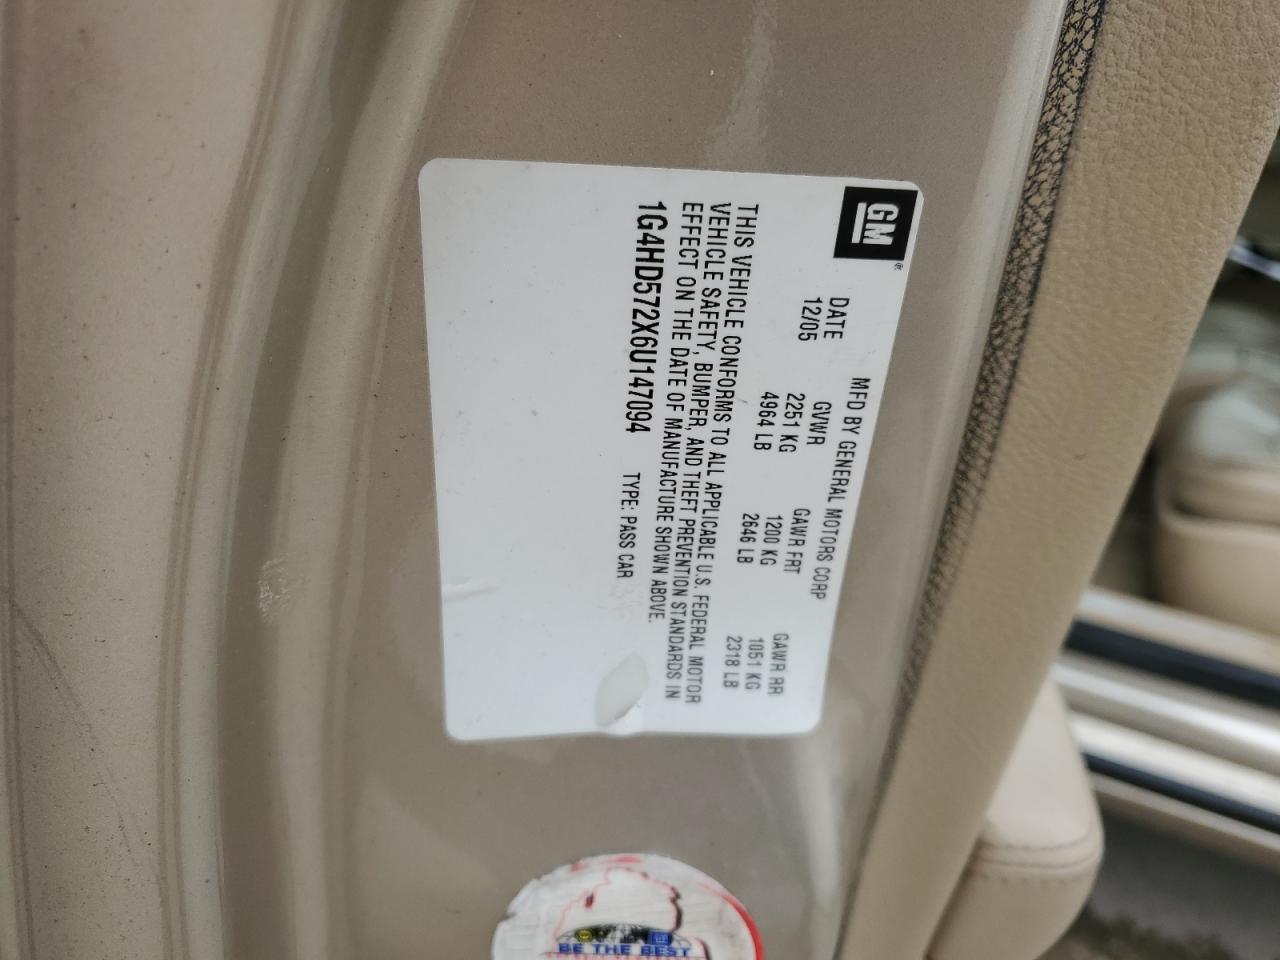 GM®
MFD BY GENERAL MOTORS CORP
DATE GVWR GAWR FRT GAWR RR
12/05 2251 KG 1200 KG 1051 KG
4964 LB 2646 LB 2318 LB
THIS VEHICLE CONFORMS TO ALL APPLICABLE U.S. FEDERAL MOTOR
VEHICLE SAFETY, BUMPER, AND THEFT PREVENTION STANDARDS IN
EFFECT ON THE DATE OF MANUFACTURE SHOWN ABOVE.
1G4HD572X6U147094 TYPE: PASS CAR
BE THE BEST